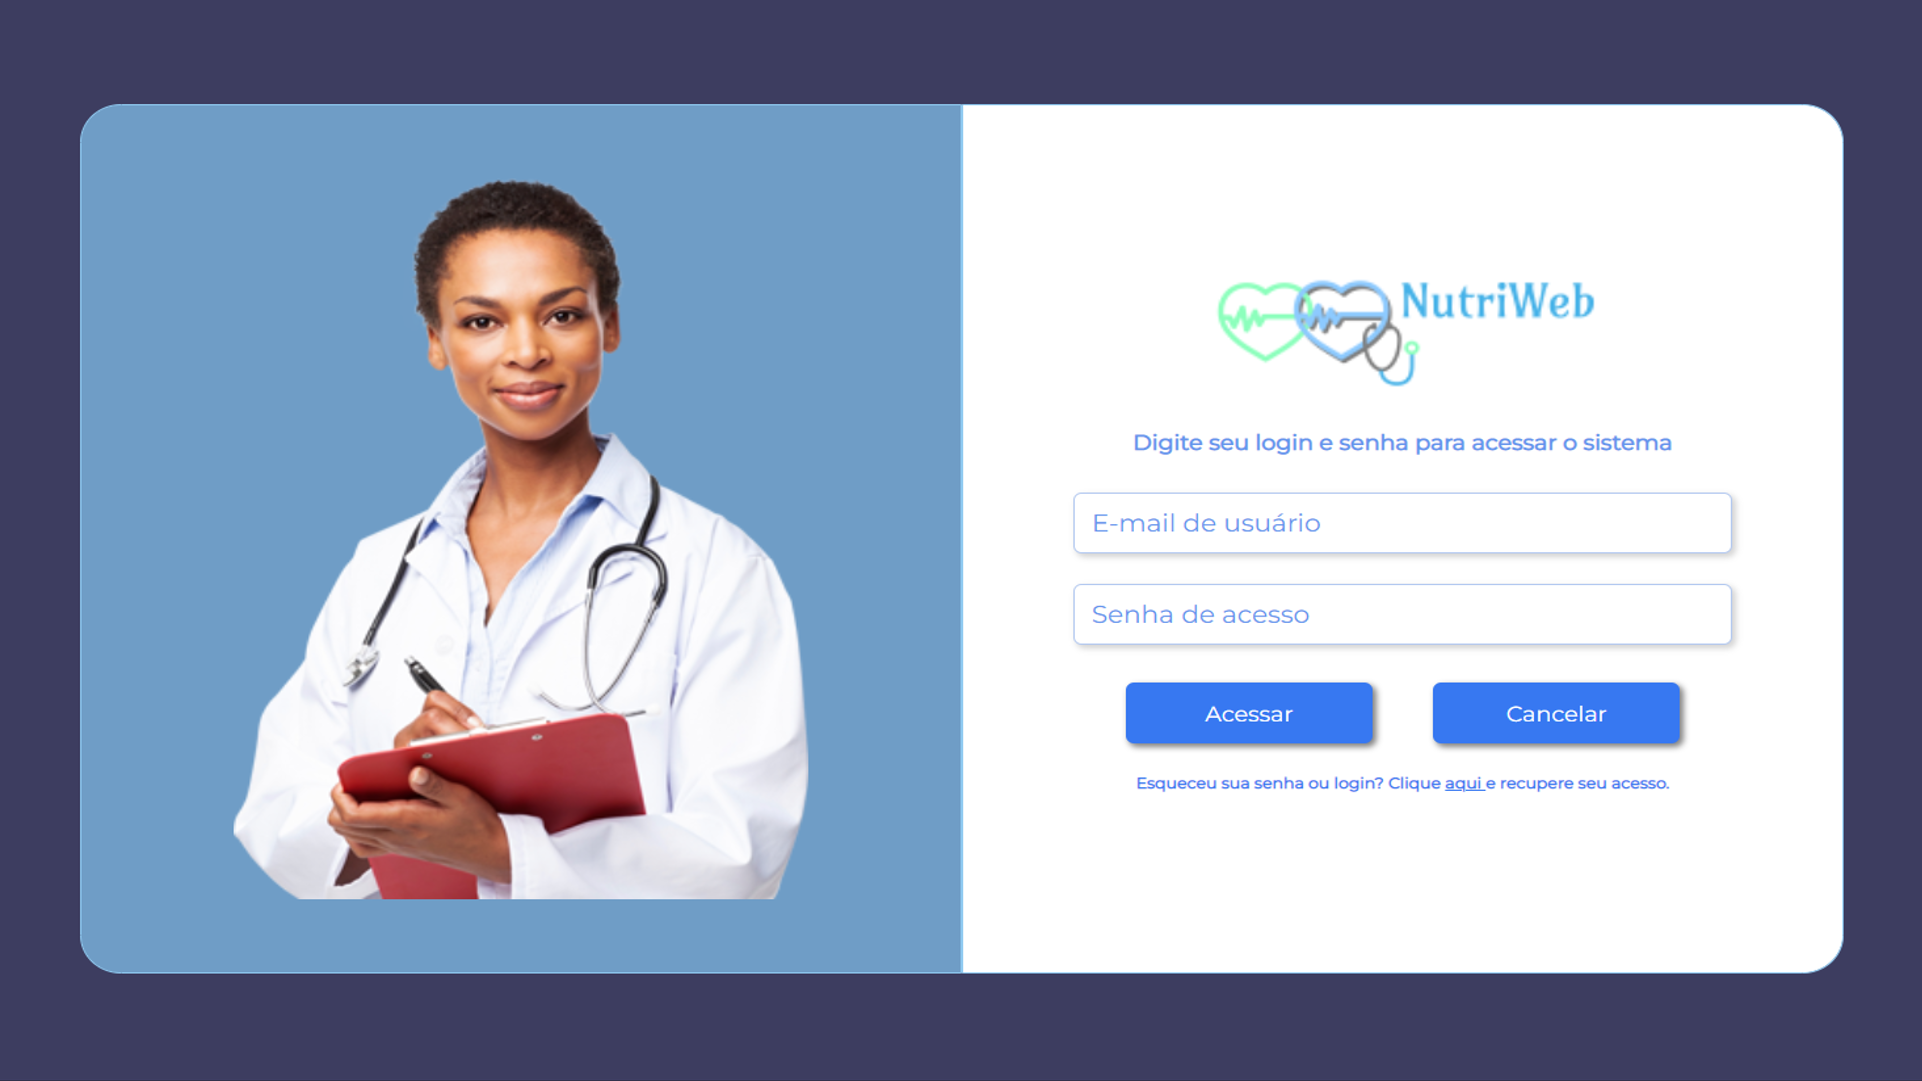 NutriWeb
Digite seu login e senha para acessar o sistema
E-mail de usuário
Senha de acesso
Acessar
Cancelar
Esqueceu sua senha ou login? Clique aqui e recupere seu acesso.